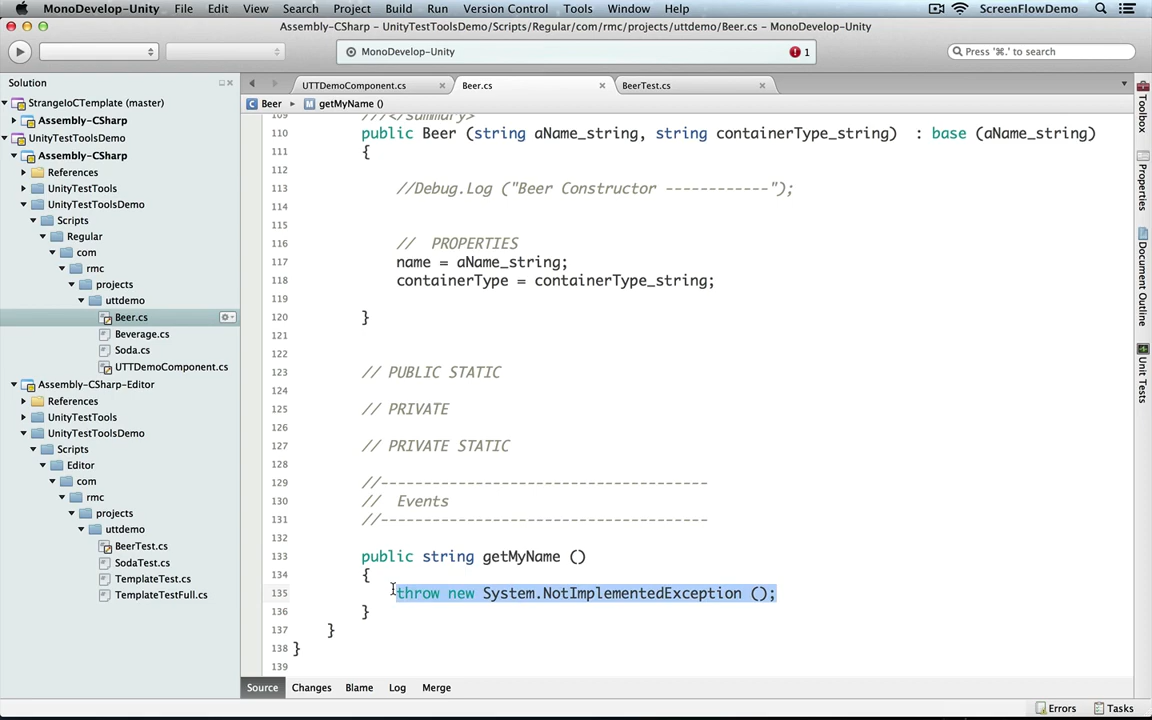 MonoDevelop-Unity File Edit View Search Project Build Run Version Control Tools Window Help ScreenFlowDemo
Assembly-CSharp - UnityTestToolsDemo/Scripts/Regular/com/rmc/projects/uttdemo/Beer.cs - MonoDevelop-Unity
MonoDevelop-Unity 1 Press '⌘.' to search
Solution
StrangeIoCTemplate (master)
Assembly-CSharp
UnityTestToolsDemo
Assembly-CSharp
References
UnityTestTools
UnityTestToolsDemo
Scripts
Regular
com
rmc
projects
uttdemo
Beer.cs
Beverage.cs
Soda.cs
UTTDemoComponent.cs
Assembly-CSharp-Editor
References
UnityTestTools
UnityTestToolsDemo
Scripts
Editor
com
rmc
projects
uttdemo
BeerTest.cs
SodaTest.cs
TemplateTest.cs
TemplateTestFull.cs
UTTDemoComponent.cs Beer.cs BeerTest.cs
Beer getMyName ()
109 ///</summary>
110 public Beer (string aName_string, string containerType_string) : base (aName_string)
111 {
112
113 //Debug.Log ("Beer Constructor ------------");
114
115
116 // PROPERTIES
117 name = aName_string;
118 containerType = containerType_string;
119
120 }
121
122
123 // PUBLIC STATIC
124
125 // PRIVATE
126
127 // PRIVATE STATIC
128
129 //--------------------------------------
130 // Events
131 //--------------------------------------
132
133 public string getMyName ()
134 {
135 throw new System.NotImplementedException ();
136 }
137 }
138 }
139
Source Changes Blame Log Merge
Toolbox
Properties
Document Outline
Unit Tests
Errors Tasks